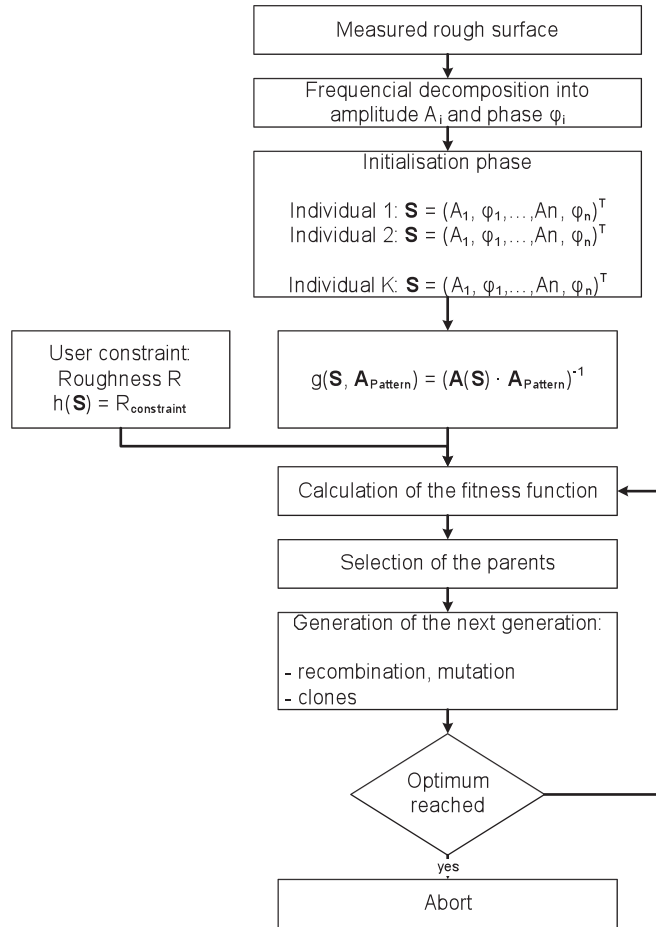 Measured rough surface
Frequencial decomposition into
amplitude Aᵢ and phase φᵢ
Initialisation phase
Individual 1: S = (A₁, φ₁,...,An, φₙ)ᵀ
Individual 2: S = (A₁, φ₁,...,An, φₙ)ᵀ
Individual K: S = (A₁, φ₁,...,An, φₙ)ᵀ
User constraint:
Roughness R
h(S) = R_constraint
g(S, A_Pattern) = (A(S) · A_Pattern)⁻¹
Calculation of the fitness function
Selection of the parents
Generation of the next generation:
- recombination, mutation
- clones
Optimum
reached
yes
Abort